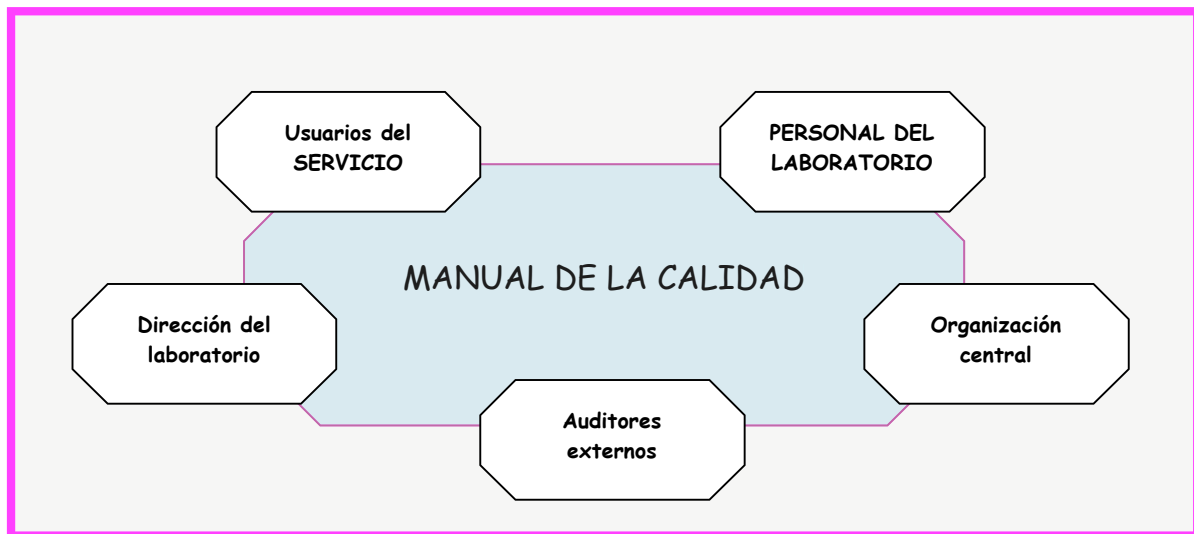 Usuarios del
SERVICIO
PERSONAL DEL
LABORATORIO
MANUAL DE LA CALIDAD
Dirección del
laboratorio
Organización
central
Auditores
externos